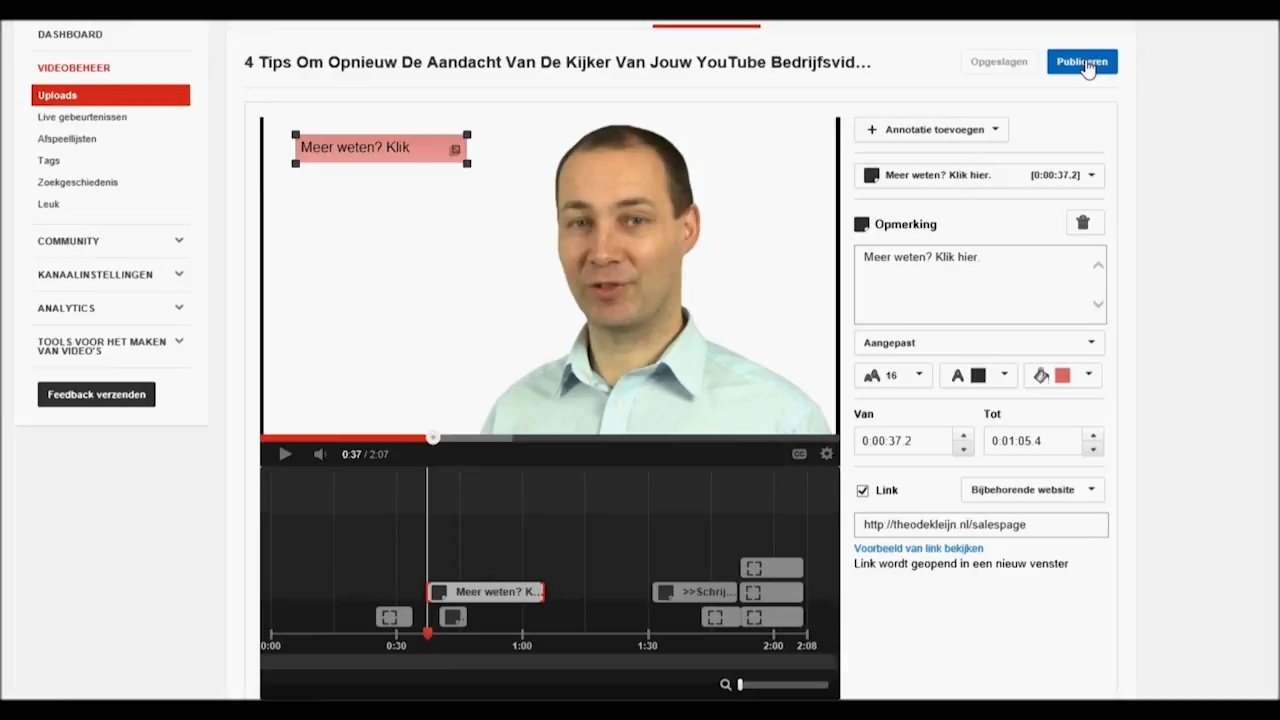 DASHBOARD
VIDEOBEHEER
Uploads
Live gebeurtenissen
Afspeellijsten
Tags
Zoekgeschiedenis
Leuk
COMMUNITY
KANAALINSTELLINGEN
ANALYTICS
TOOLS VOOR HET MAKEN
VAN VIDEO'S
Feedback verzenden
4 Tips Om Opnieuw De Aandacht Van De Kijker Van Jouw YouTube Bedrijfsvid...
Opgeslagen
Publiceren
Meer weten? Klik
0:37 / 2:07
CC
Meer weten? K...
>>Schrij...
0:00
0:30
1:00
1:30
2:00
2:08
+ Annotatie toevoegen
Meer weten? Klik hier. [0:00:37.2]
Opmerking
Meer weten? Klik hier.
Aangepast
AA 16
A
Van
Tot
0:00:37.2
0:01:05.4
Link
Bijbehorende website
http://theodekleijn.nl/salespage
Voorbeeld van link bekijken
Link wordt geopend in een nieuw venster